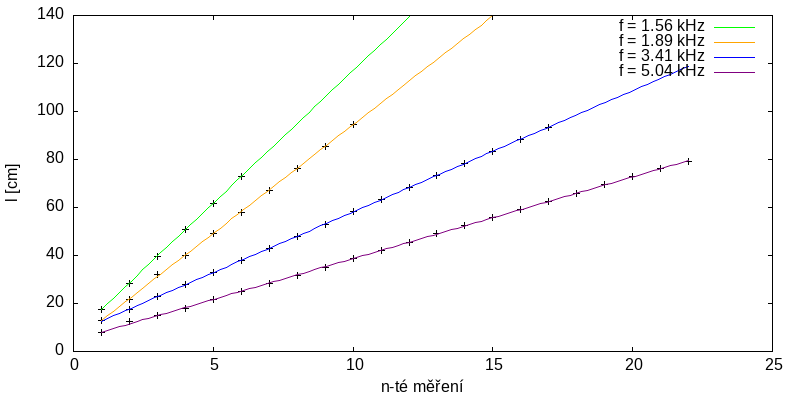 140
120
100
80
60
40
20
0
l [cm]
f = 1.56 kHz
f = 1.89 kHz
f = 3.41 kHz
f = 5.04 kHz
0 5 10 15 20 25
n-té měření